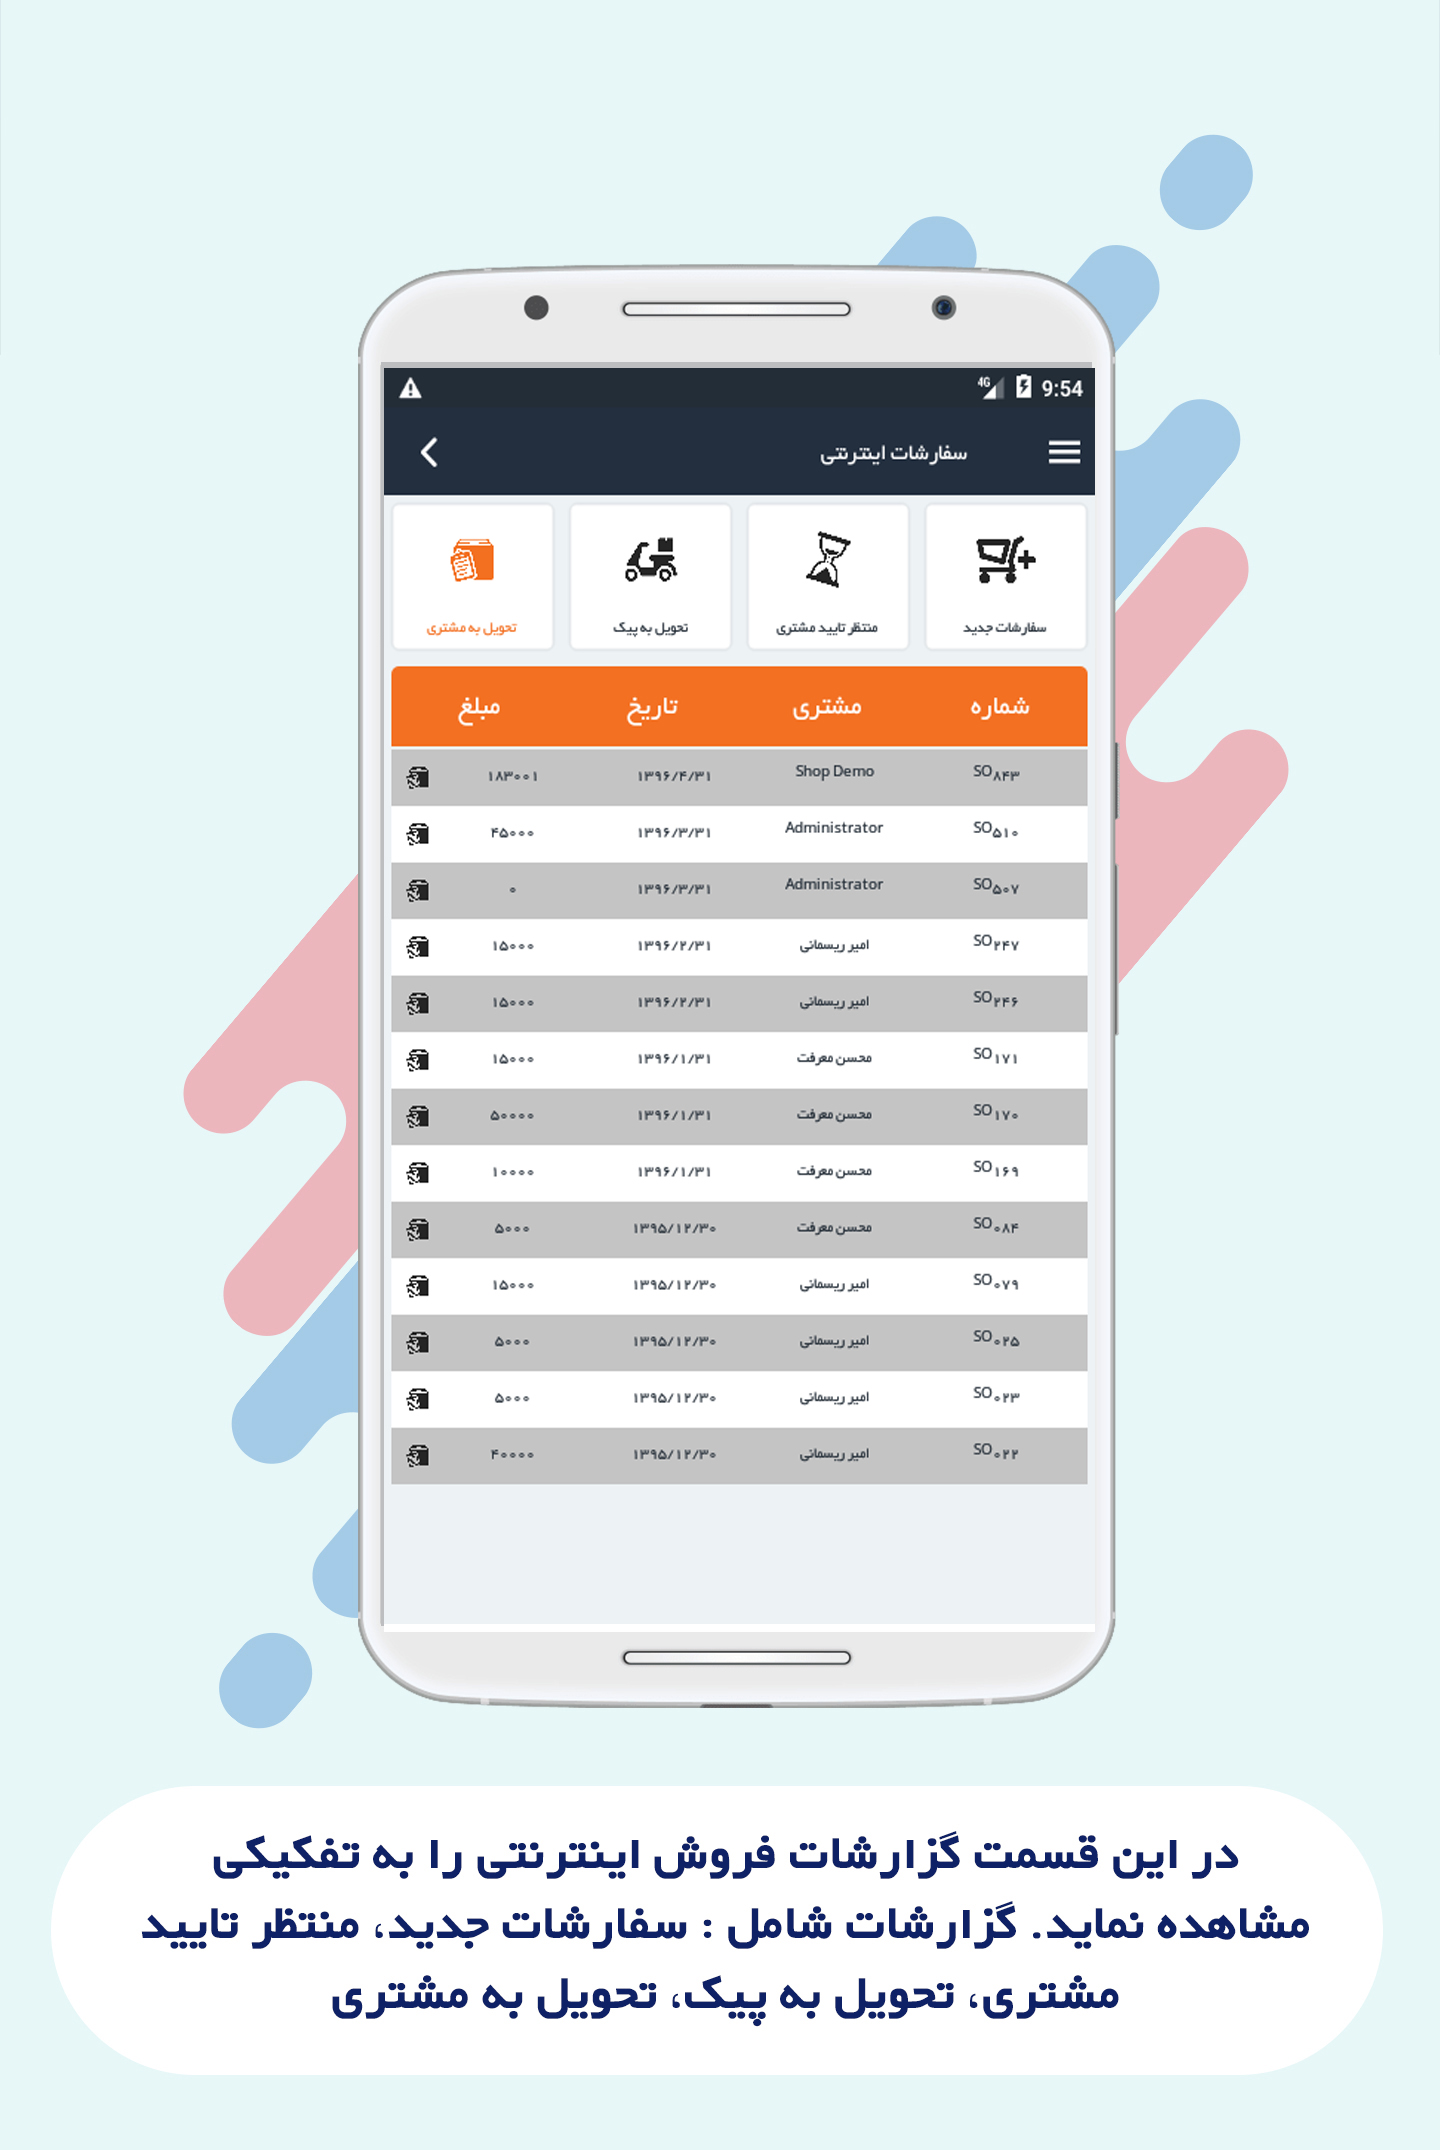 4G 9:54
سفارشات اینترنتی
سفارشات جدید منتظر تایید مشتری تحویل به پیک تحویل به مشتری
شماره مشتری تاریخ مبلغ
SO۸۴۳ Shop Demo ۱۳۹۶/۴/۳۱ ۱۸۳۰۰۱
SO۵۱۰ Administrator ۱۳۹۶/۳/۳۱ ۴۵۰۰۰
SO۵۰۷ Administrator ۱۳۹۶/۳/۳۱ ۰
SO۲۴۷ امیر ریسمانی ۱۳۹۶/۲/۳۱ ۱۵۰۰۰
SO۲۴۶ امیر ریسمانی ۱۳۹۶/۲/۳۱ ۱۵۰۰۰
SO۱۷۱ محسن معرفت ۱۳۹۶/۱/۳۱ ۱۵۰۰۰
SO۱۷۰ محسن معرفت ۱۳۹۶/۱/۳۱ ۵۰۰۰۰
SO۱۶۹ محسن معرفت ۱۳۹۶/۱/۳۱ ۱۰۰۰۰
SO۰۸۴ محسن معرفت ۱۳۹۵/۱۲/۳۰ ۵۰۰۰
SO۰۷۹ امیر ریسمانی ۱۳۹۵/۱۲/۳۰ ۱۵۰۰۰
SO۰۲۵ امیر ریسمانی ۱۳۹۵/۱۲/۳۰ ۵۰۰۰
SO۰۲۳ امیر ریسمانی ۱۳۹۵/۱۲/۳۰ ۵۰۰۰
SO۰۲۲ امیر ریسمانی ۱۳۹۵/۱۲/۳۰ ۴۰۰۰۰
در این قسمت گزارشات فروش اینترنتی را به تفکیکی
مشاهده نماید. گزارشات شامل : سفارشات جدید، منتظر تایید
مشتری، تحویل به پیک، تحویل به مشتری